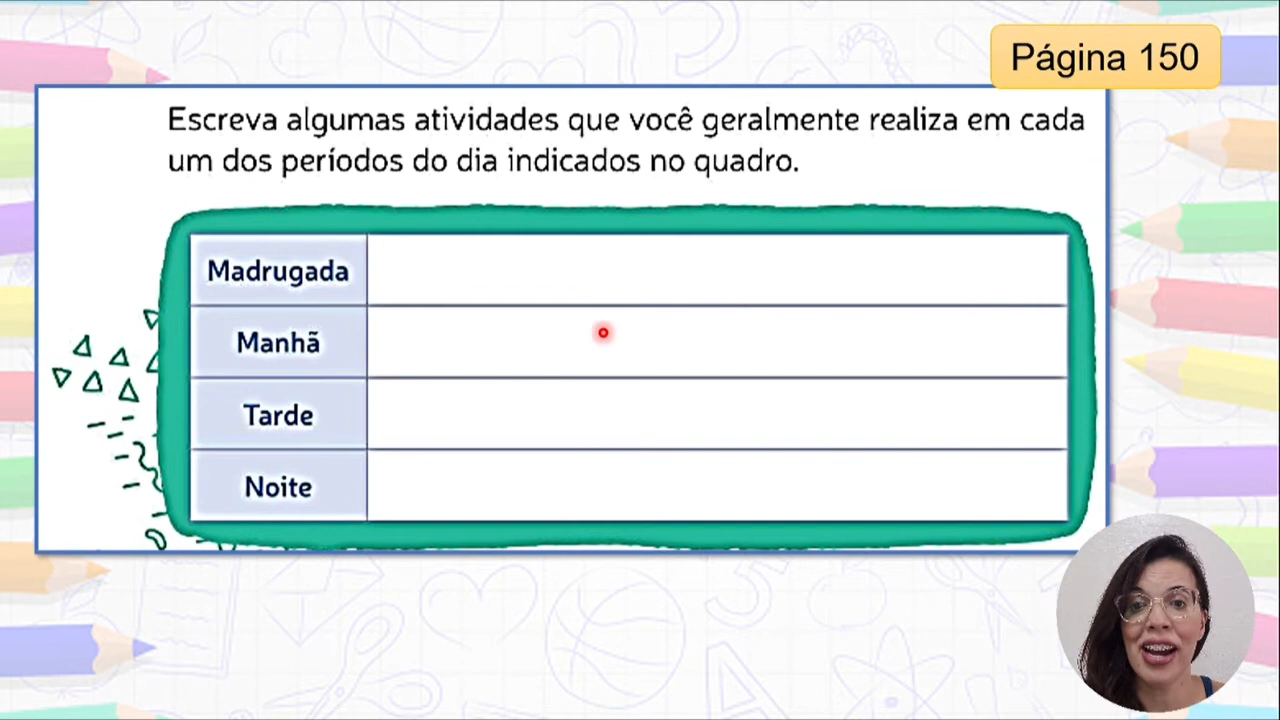 Página 150
Escreva algumas atividades que você geralmente realiza em cada
um dos períodos do dia indicados no quadro.
Madrugada
Manhã
Tarde
Noite